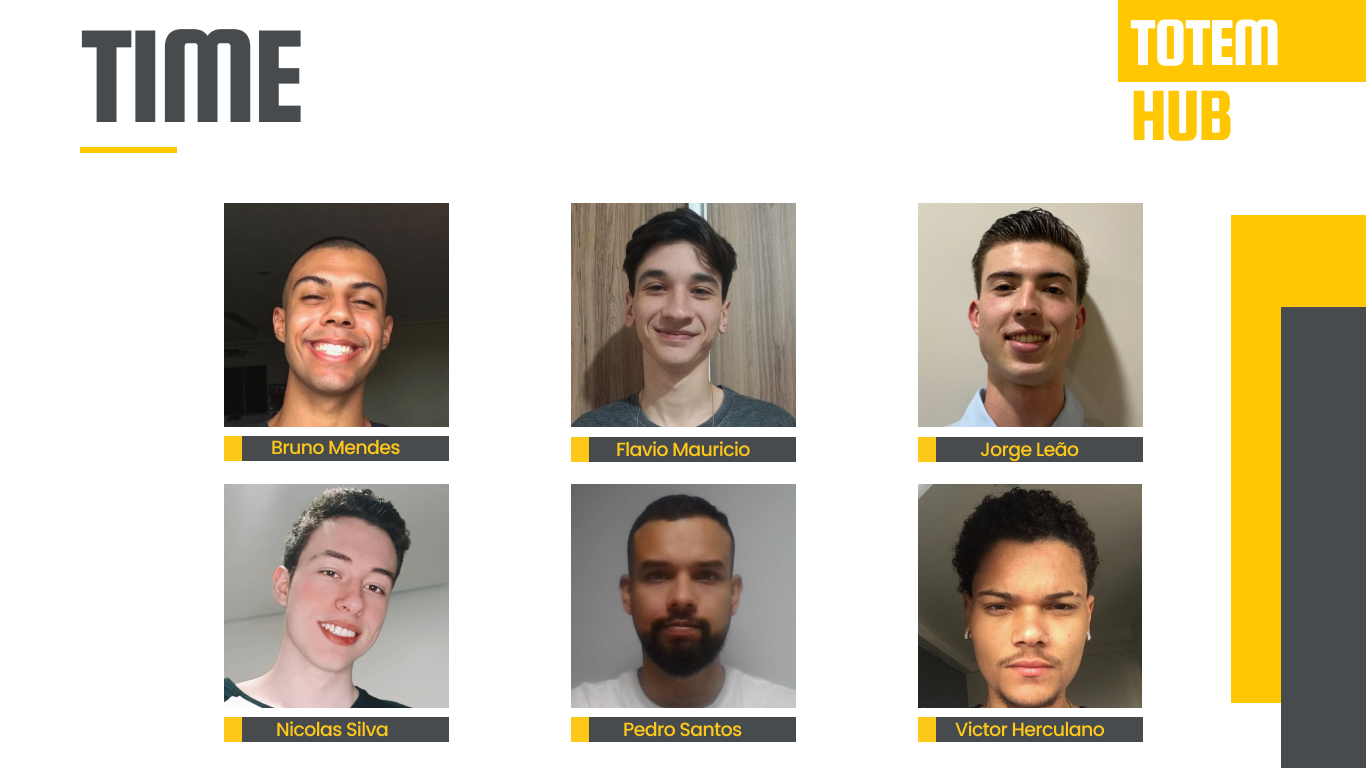 TIME
TOTEM
HUB
Bruno Mendes
Flavio Mauricio
Jorge Leão
Nicolas Silva
Pedro Santos
Victor Herculano